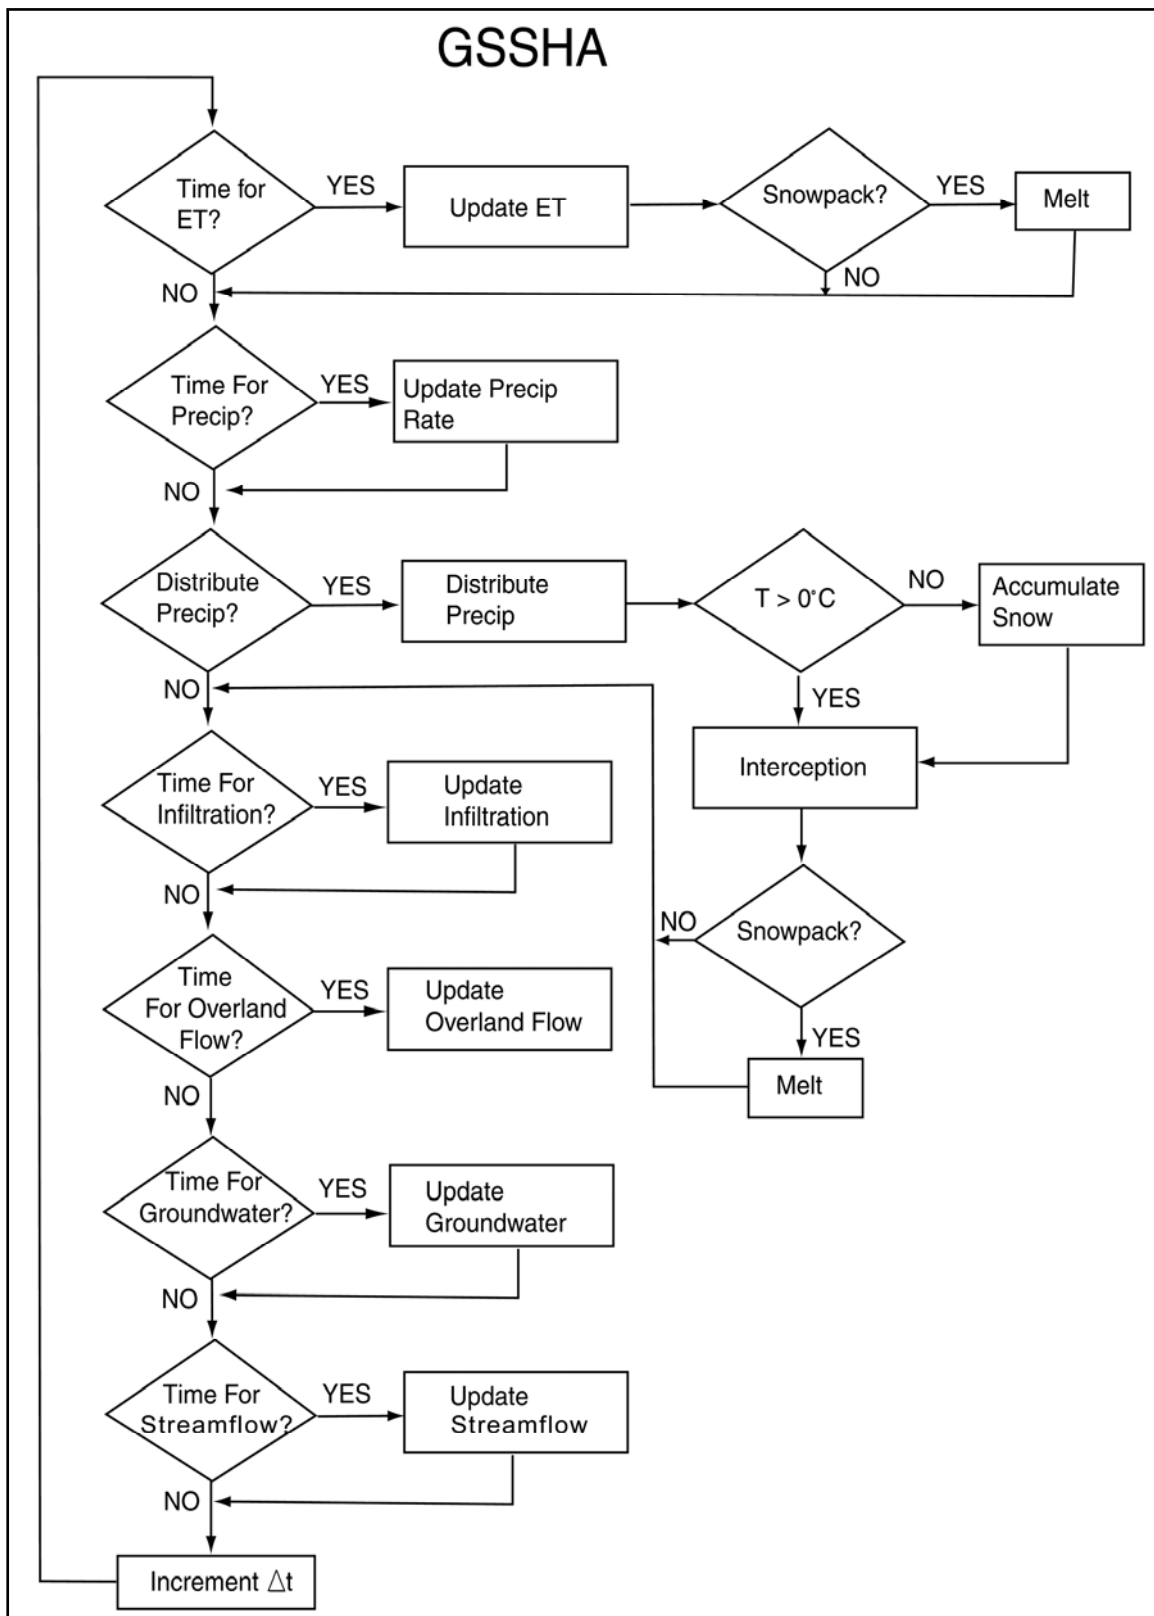 GSSHA
Time for
ET?
YES
Update ET
Snowpack?
YES
Melt
NO
NO
Time For
Precip?
YES
Update Precip
Rate
NO
Distribute
Precip?
YES
Distribute
Precip
T > 0°C
NO
Accumulate
Snow
NO
YES
Interception
Time For
Infiltration?
YES
Update
Infiltration
NO
NO
Snowpack?
YES
Melt
Time
For Overland
Flow?
YES
Update
Overland Flow
NO
Time For
Groundwater?
YES
Update
Groundwater
NO
Time For
Streamflow?
YES
Update
Streamflow
NO
Increment Δt